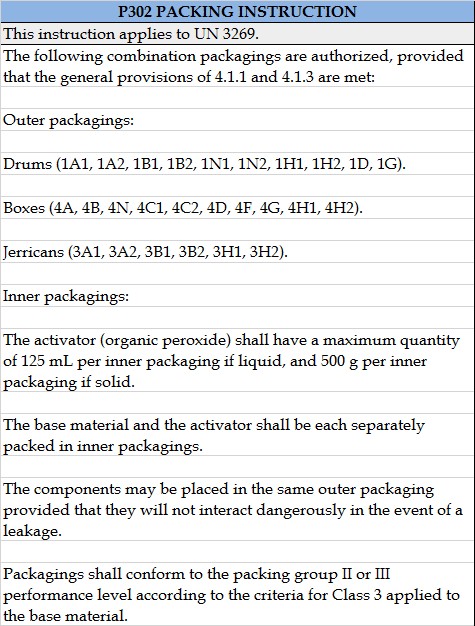 P302 PACKING INSTRUCTION
This instruction applies to UN 3269.
The following combination packagings are authorized, provided
that the general provisions of 4.1.1 and 4.1.3 are met:
Outer packagings:
Drums (1A1, 1A2, 1B1, 1B2, 1N1, 1N2, 1H1, 1H2, 1D, 1G).
Boxes (4A, 4B, 4N, 4C1, 4C2, 4D, 4F, 4G, 4H1, 4H2).
Jerricans (3A1, 3A2, 3B1, 3B2, 3H1, 3H2).
Inner packagings:
The activator (organic peroxide) shall have a maximum quantity
of 125 mL per inner packaging if liquid, and 500 g per inner
packaging if solid.
The base material and the activator shall be each separately
packed in inner packagings.
The components may be placed in the same outer packaging
provided that they will not interact dangerously in the event of a
leakage.
Packagings shall conform to the packing group II or III
performance level according to the criteria for Class 3 applied to
the base material.